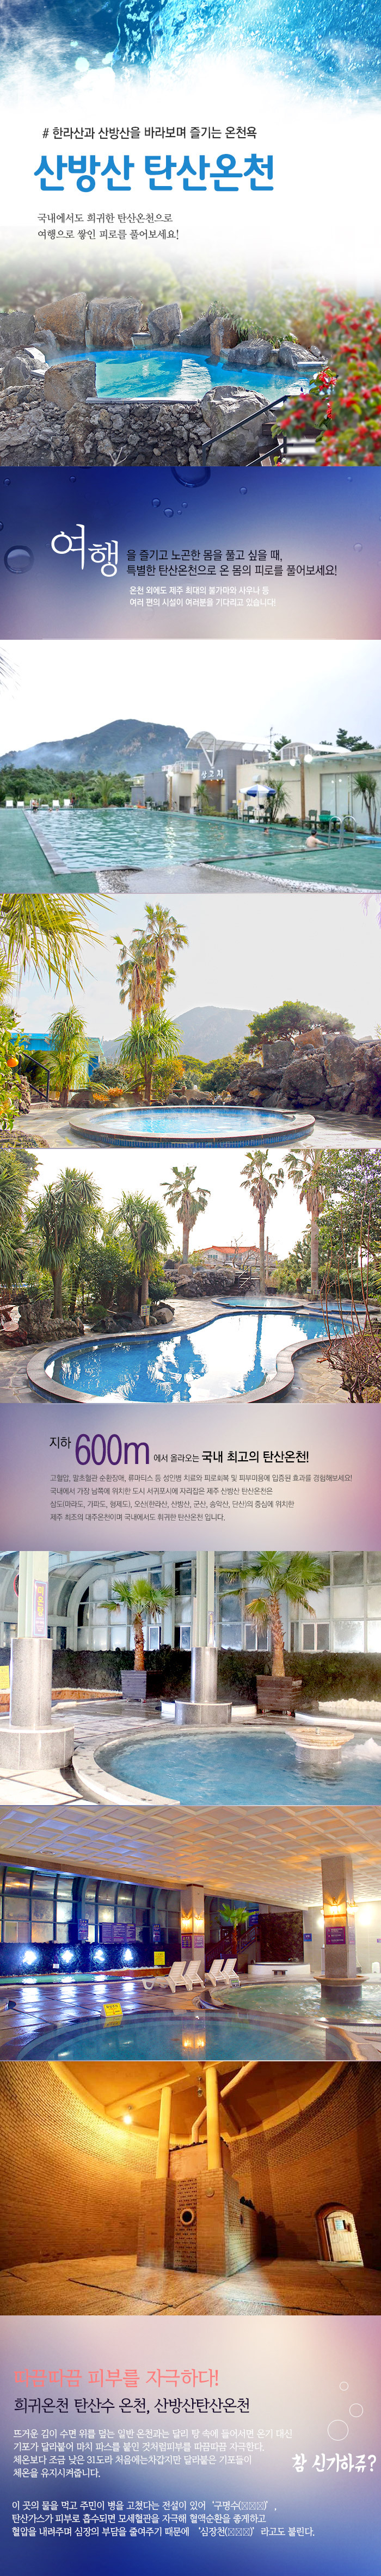 # 한라산과 산방산을 바라보며 즐기는 온천욕
산방산 탄산온천
국내에서도 희귀한 탄산온천으로
여행으로 쌓인 피로를 풀어보세요!
여행을 즐기고 노곤한 몸을 풀고 싶을 때,
특별한 탄산온천으로 온 몸의 피로를 풀어보세요!
온천 외에도 제주 최대의 불가마와 사우나 등
여러 편의 시설이 여러분을 기다리고 있습니다!
지하 600m 에서 올라오는 국내 최고의 탄산온천!
고혈압, 말초혈관 순환장애, 류마티스 등 성인병 치료와 피로회복 및 피부미용에 입증된 효과를 경험해보세요!
국내에서 가장 남쪽에 위치한 도시 서귀포시에 자리잡은 제주 산방산 탄산온천은
삼도(마라도, 가파도, 형제도), 오산(한라산, 산방산, 군산, 송악산, 단산)의 중심에 위치한
제주 최초의 대중온천이며 국내에서도 희귀한 탄산온천 입니다.
따끔따끔 피부를 자극하다!
희귀온천 탄산수 온천, 산방산탄산온천
뜨거운 김이 수면 위를 덮는 일반 온천과는 달리 탕 속에 들어서면 온기 대신
기포가 달라붙어 마치 파스를 붙인 것처럼피부를 따끔따끔 자극한다.
체온보다 조금 낮은 31도라 처음에는차갑지만 달라붙은 기포들이
체온을 유지시켜줍니다.
참 신기하쥬?
이 곳의 물을 먹고 주민이 병을 고쳤다는 전설이 있어 '구명수(☒☒☒)',
탄산가스가 피부로 흡수되면 모세혈관을 자극해 혈액순환을 좋게하고
혈압을 내려주며 심장의 부담을 줄여주기 때문에 '심장천(☒☒☒)' 라고도 불린다.